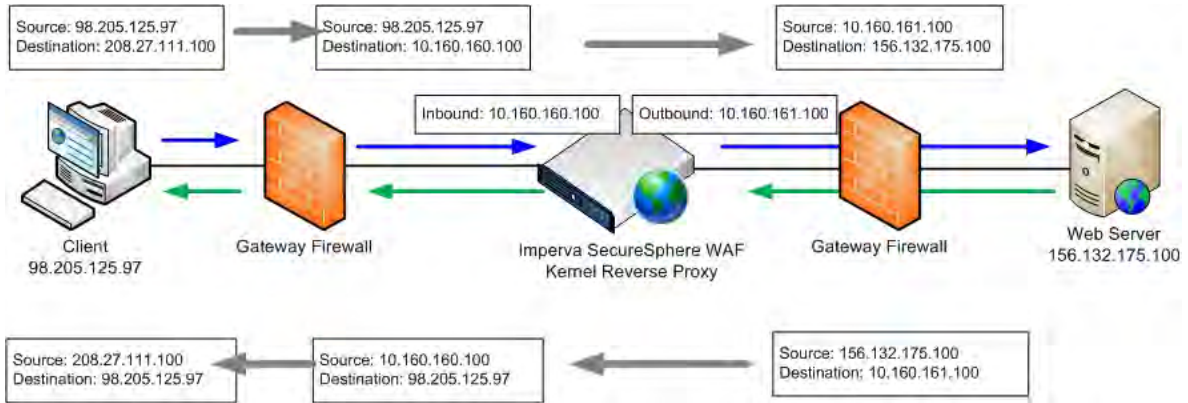 Source: 98.205.125.97
Destination: 208.27.111.100
Source: 98.205.125.97
Destination: 10.160.160.100
Source: 10.160.161.100
Destination: 156.132.175.100
Inbound: 10.160.160.100
Outbound: 10.160.161.100
Client
98.205.125.97
Gateway Firewall
Imperva SecureSphere WAF
Kernel Reverse Proxy
Gateway Firewall
Web Server
156.132.175.100
Source: 208.27.111.100
Destination: 98.205.125.97
Source: 10.160.160.100
Destination: 98.205.125.97
Source: 156.132.175.100
Destination: 10.160.161.100